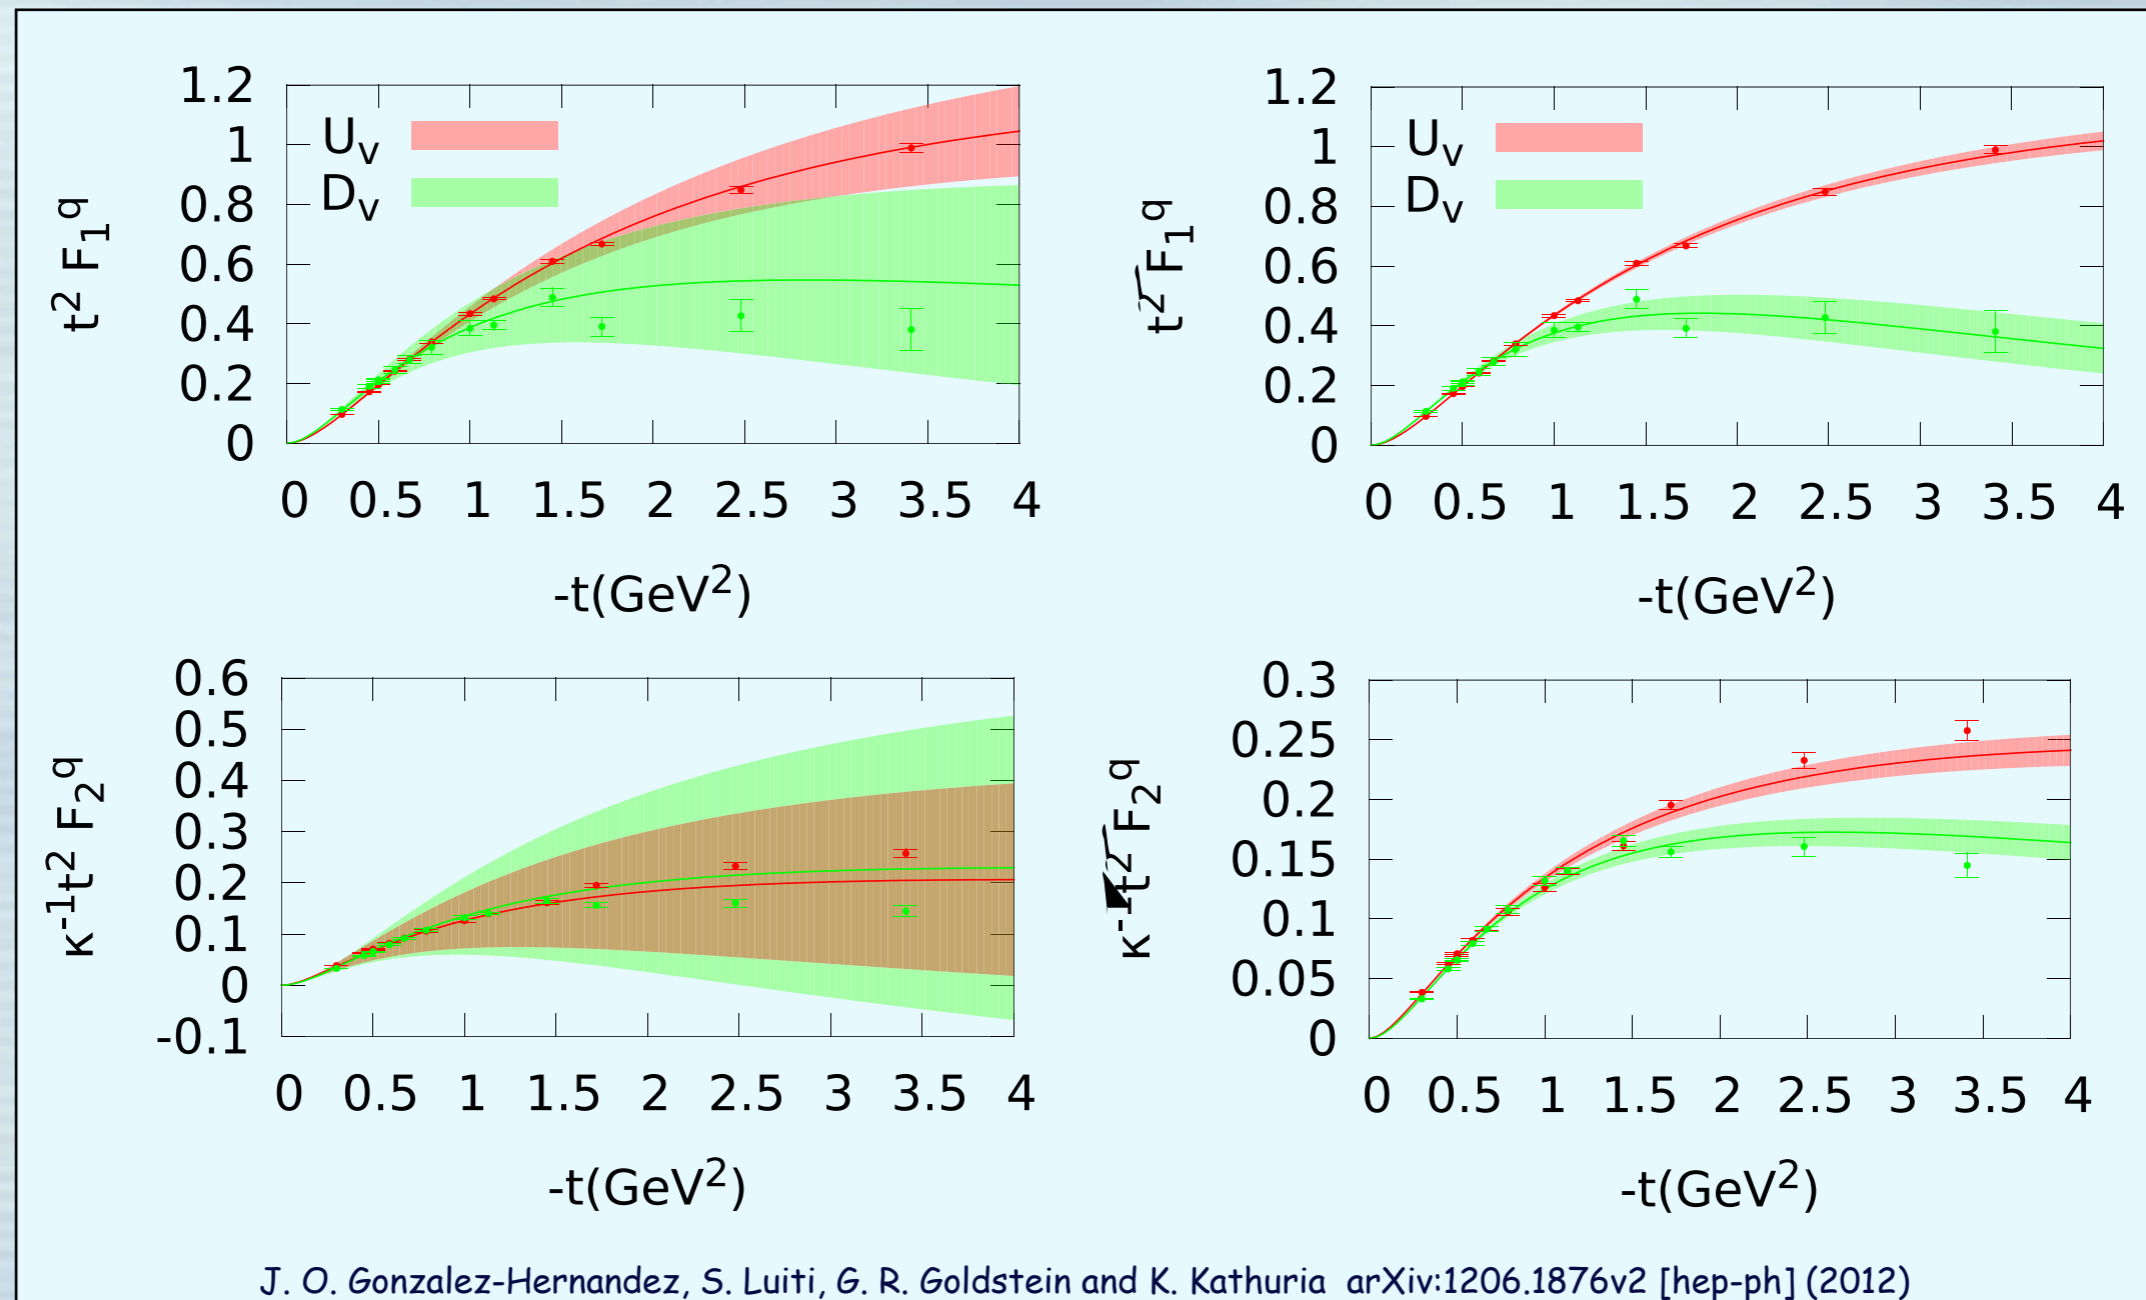 1.2
1
0.8
0.6
0.4
0.2
0
U_v
D_v
t^2 F_1^q
0 0.5 1 1.5 2 2.5 3 3.5 4
-t(GeV^2)
1.2
1
0.8
0.6
0.4
0.2
0
U_v
D_v
t^2 F_1^q
0 0.5 1 1.5 2 2.5 3 3.5 4
-t(GeV^2)
0.6
0.5
0.4
0.3
0.2
0.1
0
-0.1
κ^-1 t^2 F_2^q
0 0.5 1 1.5 2 2.5 3 3.5 4
-t(GeV^2)
0.3
0.25
0.2
0.15
0.1
0.05
0
κ^-1 t^2 F_2^q
0 0.5 1 1.5 2 2.5 3 3.5 4
-t(GeV^2)
J. O. Gonzalez-Hernandez, S. Luiti, G. R. Goldstein and K. Kathuria arXiv:1206.1876v2 [hep-ph] (2012)